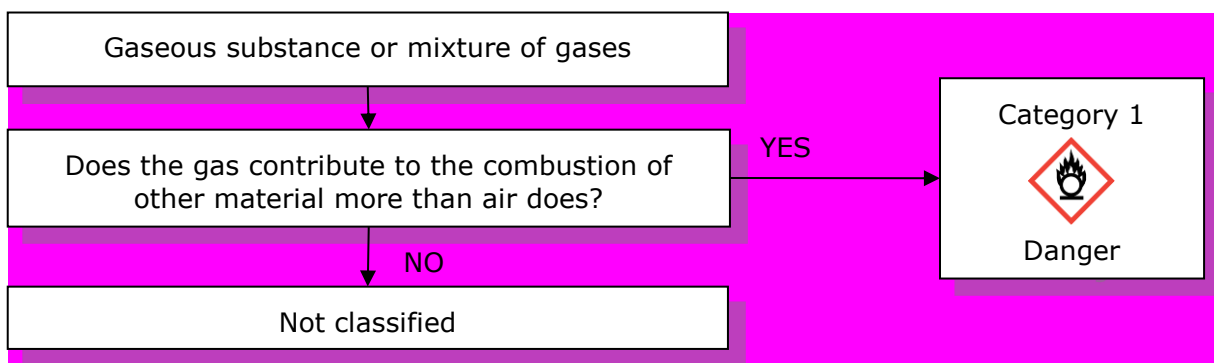 Gaseous substance or mixture of gases
Does the gas contribute to the combustion of
other material more than air does?
YES
Category 1
Danger
NO
Not classified